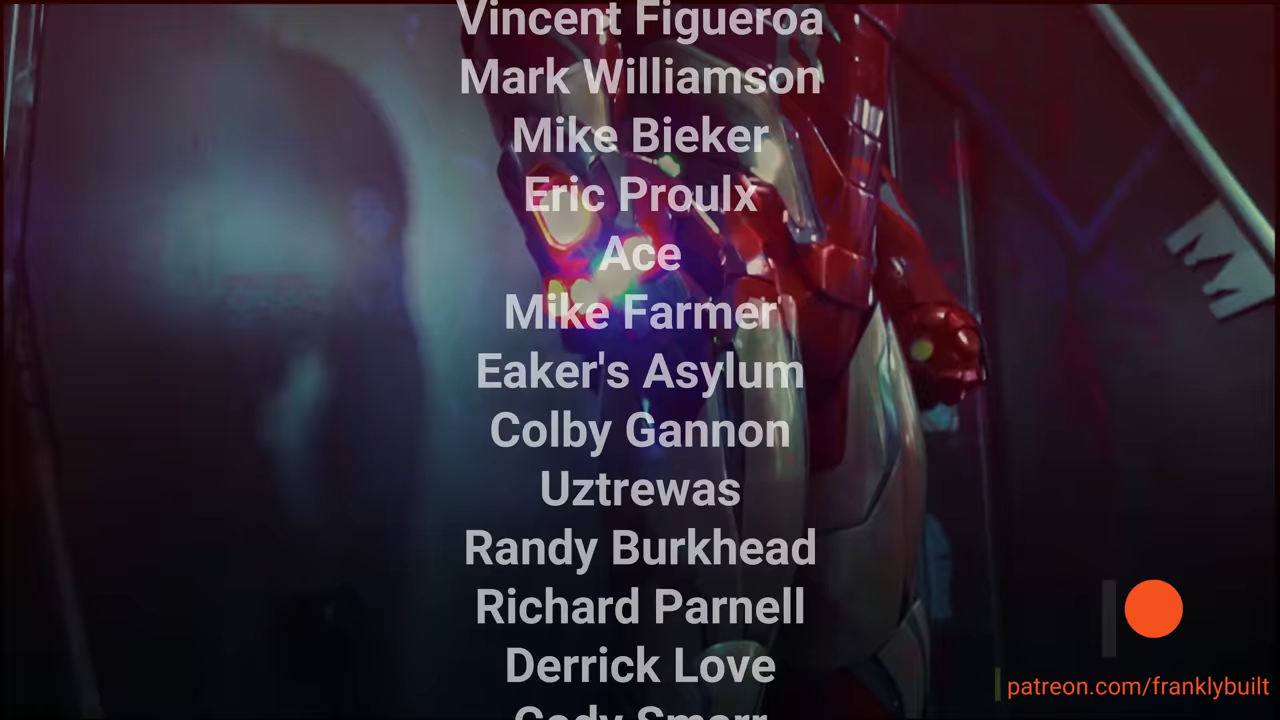 Vincent Figueroa
Mark Williamson
Mike Bieker
Eric Proulx
Ace
Mike Farmer
Eaker's Asylum
Colby Gannon
Uztrewas
Randy Burkhead
Richard Parnell
Derrick Love
patreon.com/franklybuilt